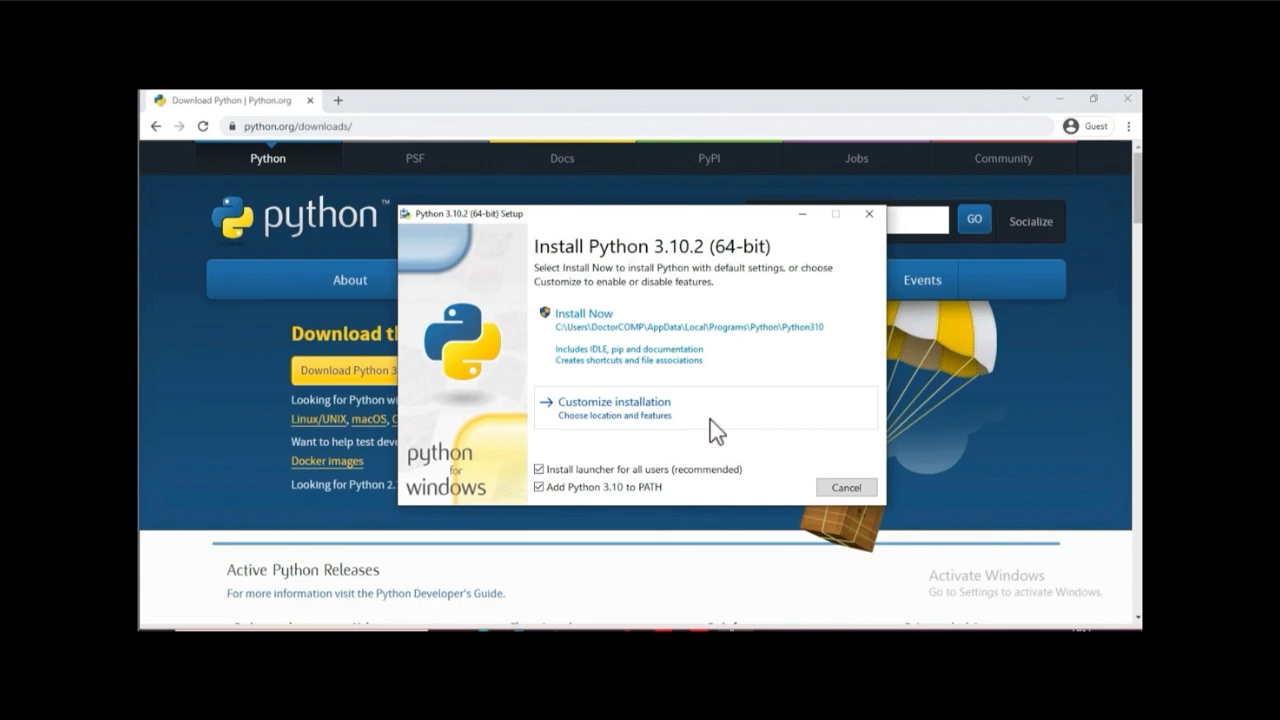 Download Python | Python.org
python.org/downloads/
Guest
Python
PSF
Docs
PyPI
Jobs
Community
python™
GO
Socialize
About
Events
Python 3.10.2 (64-bit) Setup
Install Python 3.10.2 (64-bit)
Select Install Now to install Python with default settings, or choose
Customize to enable or disable features.
Install Now
C:\Users\DoctorCOMP\AppData\Local\Programs\Python\Python310
Includes IDLE, pip and documentation
Creates shortcuts and file associations
Customize installation
Choose location and features
Install launcher for all users (recommended)
Add Python 3.10 to PATH
Cancel
python
for
windows
Download
Download Python 3
Looking for Python
Linux/UNIX, macOS,
Want to help test
Docker images
Looking for Python 2.
Active Python Releases
For more information visit the Python Developer's Guide.
Activate Windows
Go to Settings to activate Windows.